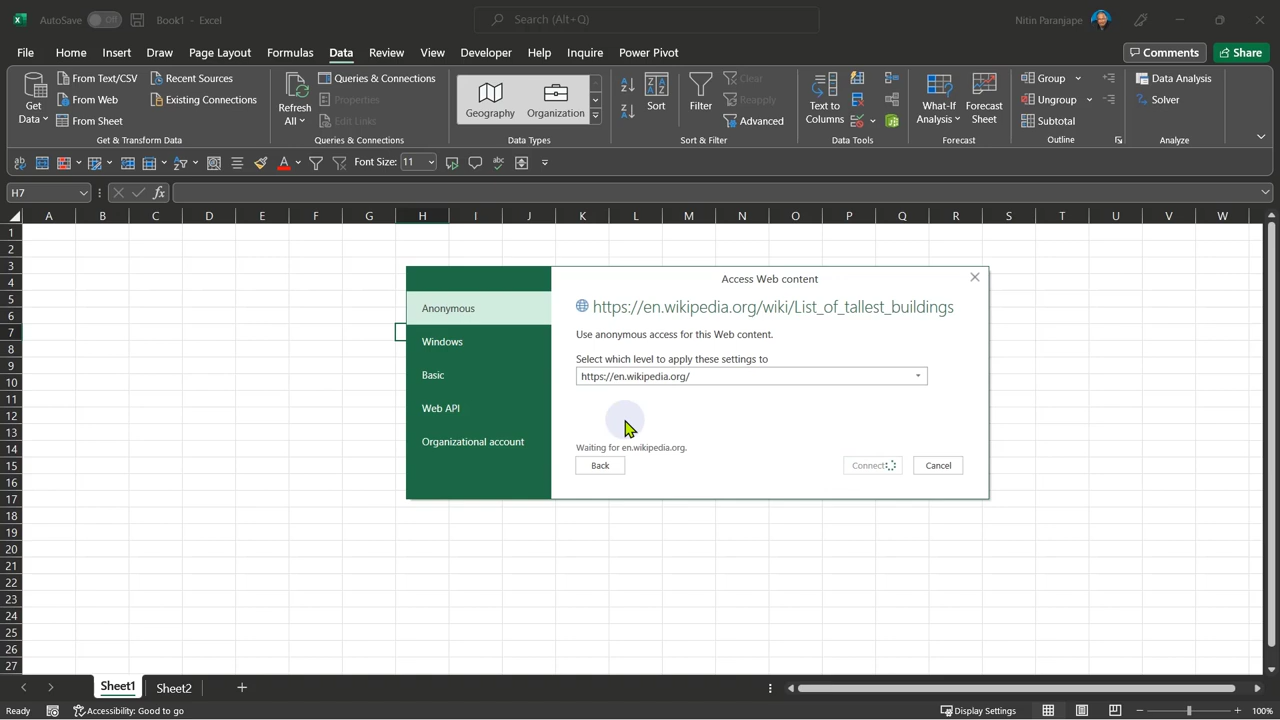 AutoSave Off Book1 - Excel Search (Alt+Q) Nitin Paranjape
File Home Insert Draw Page Layout Formulas Data Review View Developer Help Inquire Power Pivot Comments Share
Get Data
From Text/CSV
From Web
From Sheet
Recent Sources
Existing Connections
Get & Transform Data
Refresh All
Queries & Connections
Properties
Edit Links
Queries & Connections
Geography Organization
Data Types
Sort
Filter
Clear
Reapply
Advanced
Sort & Filter
Text to Columns
Data Tools
What-If Analysis
Forecast Sheet
Forecast
Group
Ungroup
Subtotal
Outline
Data Analysis
Solver
Analyze
Font Size: 11
H7 fx
A B C D E F G H I J K L M N O P Q R S T U V W
1
2
3
4
5
6
7
8
9
10
11
12
13
14
15
16
17
18
19
20
21
22
23
24
25
26
27
Access Web content
Anonymous
Windows
Basic
Web API
Organizational account
https://en.wikipedia.org/wiki/List_of_tallest_buildings
Use anonymous access for this Web content.
Select which level to apply these settings to
https://en.wikipedia.org/
Waiting for en.wikipedia.org.
Back Connect Cancel
Sheet1 Sheet2
Ready Accessibility: Good to go Display Settings 100%